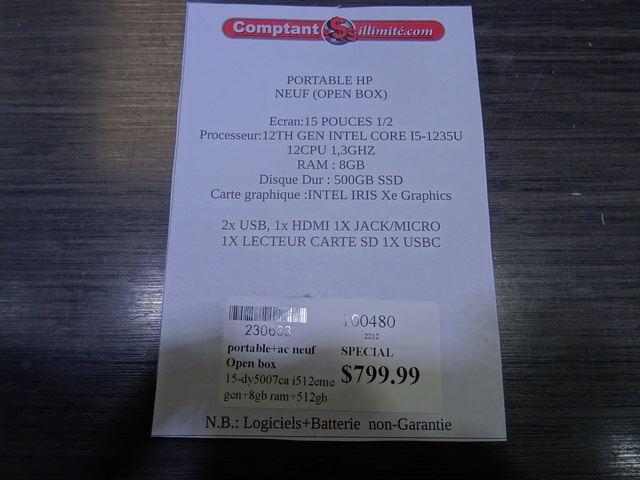 Comptant $$$ illimité.com
PORTABLE HP
NEUF (OPEN BOX)
Ecran:15 POUCES 1/2
Processeur:12TH GEN INTEL CORE I5-1235U
12CPU 1,3GHZ
RAM : 8GB
Disque Dur : 500GB SSD
Carte graphique :INTEL IRIS Xe Graphics
2x USB, 1x HDMI 1X JACK/MICRO
1X LECTEUR CARTE SD 1X USBC
100480
2212
portable+ac neuf
Open box
15-dy5007ca i512eme
gen+8gb ram+512gb
SPECIAL
$799.99
N.B.: Logiciels+Batterie non-Garantie